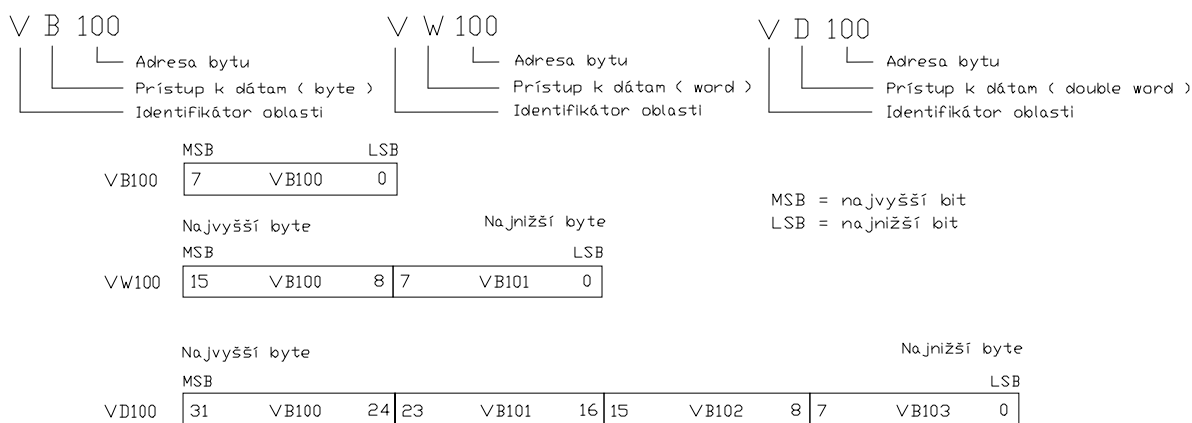 V B 100 V W 100 V D 100
Adresa bytu Adresa bytu Adresa bytu
Prístup k dátam ( byte ) Prístup k dátam ( word ) Prístup k dátam ( double word )
Identifikátor oblasti Identifikátor oblasti Identifikátor oblasti
MSB LSB
VB100 7 VB100 0
MSB = najvyšší bit
LSB = najnižší bit
Najvyšší byte Najnižší byte
MSB LSB
VW100 15 VB100 8 7 VB101 0
Najvyšší byte Najnižší byte
MSB LSB
VD100 31 VB100 24 23 VB101 16 15 VB102 8 7 VB103 0